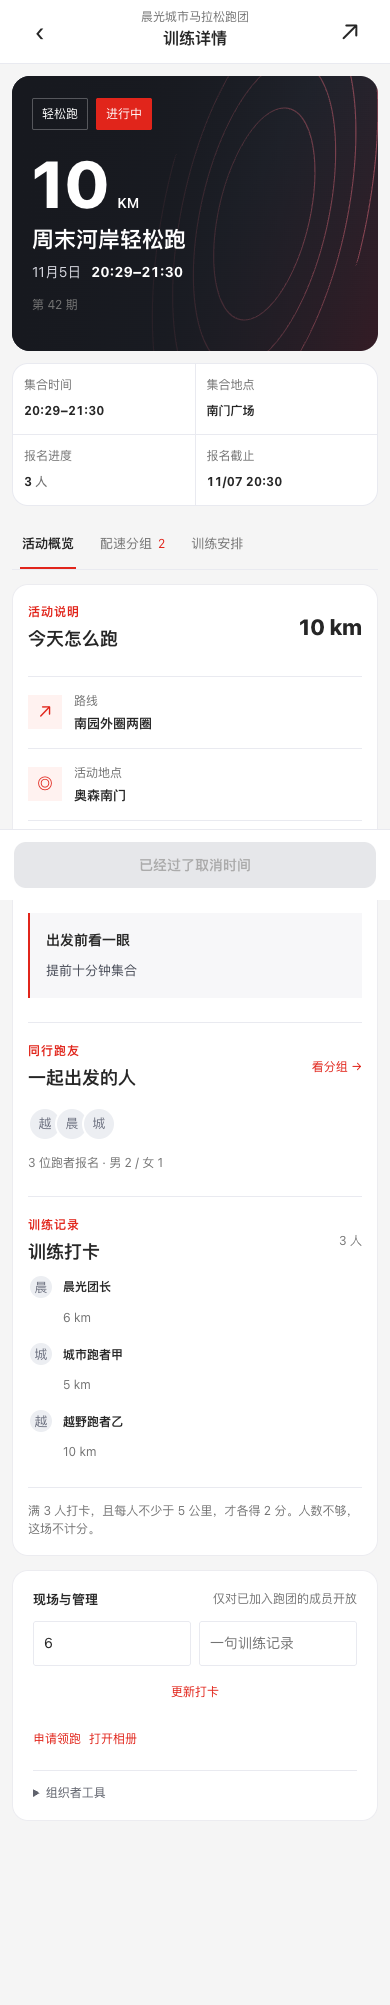 晨光城市马拉松跑团
训练详情
轻松跑 进行中
10 KM
周末河岸轻松跑
11月5日 20:29–21:30
第 42 期
集合时间
20:29–21:30
集合地点
南门广场
报名进度
3 人
报名截止
11/07 20:30
活动概览 配速分组 2 训练安排
活动说明
今天怎么跑
10 km
路线
南园外圈两圈
活动地点
奥森南门
已经过了取消时间
出发前看一眼
提前十分钟集合
同行跑友
一起出发的人
看分组 →
越 晨 城
3 位跑者报名 · 男 2 / 女 1
训练记录
训练打卡
3 人
晨 晨光团长
6 km
城 城市跑者甲
5 km
越 越野跑者乙
10 km
满 3 人打卡，且每人不少于 5 公里，才各得 2 分。人数不够，
这场不计分。
现场与管理 仅对已加入跑团的成员开放
6 一句训练记录
更新打卡
申请领跑 打开相册
组织者工具